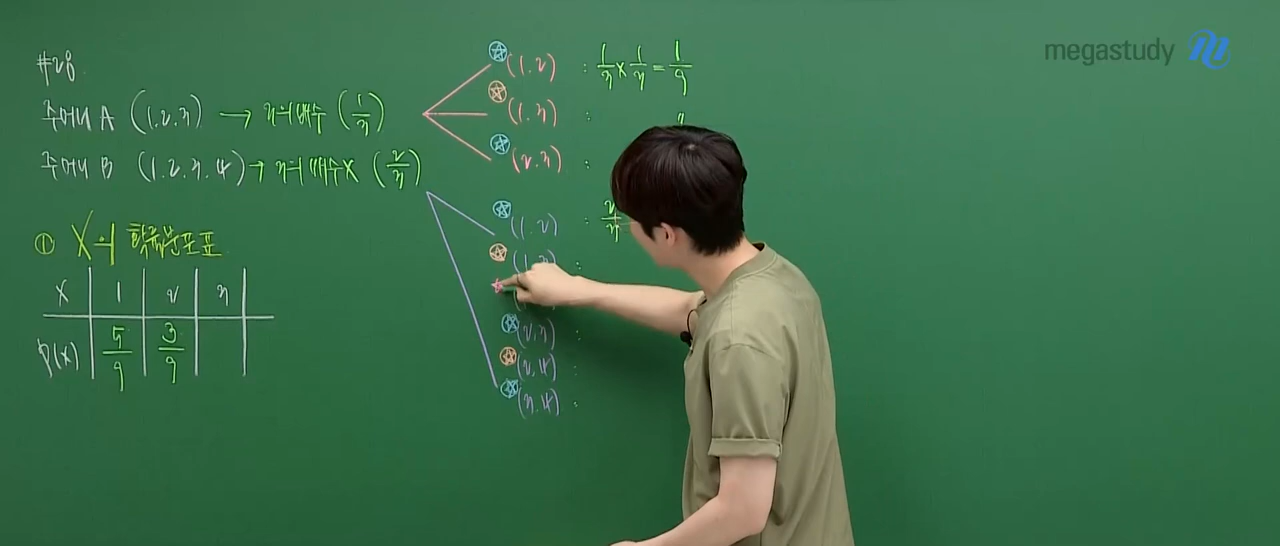 megastudy
#28.
주머니 A (1.2.3) → 3의 배수 (1/3)
주머니 B (1.2.3.4) → 3의 배수X (2/3)
(1.2) : 1/3 × 1/3 = 1/9
(1.3) :
(2.3) :
(1.2) :
(1.3) :
(2.3) :
(2.4) :
(3.4) :
① X의 확률분포표
X 1 2 3
P(X) 5/9 3/9